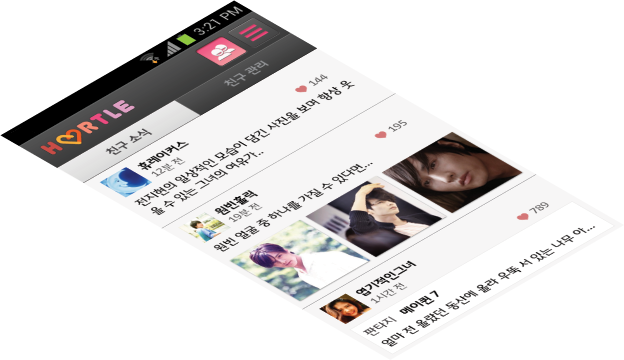 3:21 PM
HEARTLE
친구 소식
친구 관리
휴레이커스
12분 전
144
전지현의 일상적인 모습이 담긴 사진을 보며 항상 웃
을 수 있는 그녀의 여유가..
원빈홀릭
19분 전
195
원빈 얼굴 중 하나를 가질 수 있다면...
엽기적인그녀
1시간 전
789
판타지 메이퀸 7
얼마 전 올랐던 동산에 올라 우뚝 서 있는 나무 아...